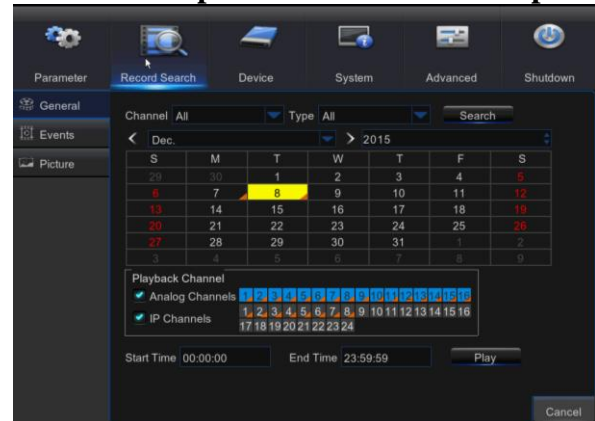 Parameter Record Search Device System Advanced Shutdown
General
Events
Picture
Channel All Type All Search
< Dec. > 2015
S M T W T F S
29 30 1 2 3 4 5
6 7 8 9 10 11 12
13 14 15 16 17 18 19
20 21 22 23 24 25 26
27 28 29 30 31 1 2
3 4 5 6 7 8 9
Playback Channel
Analog Channels 1 2 3 4 5 6 7 8 9 10 11 12 13 14 15 16
IP Channels 1 2 3 4 5 6 7 8 9 10 11 12 13 14 15 16
17 18 19 20 21 22 23 24
Start Time 00:00:00 End Time 23:59:59 Play
Cancel